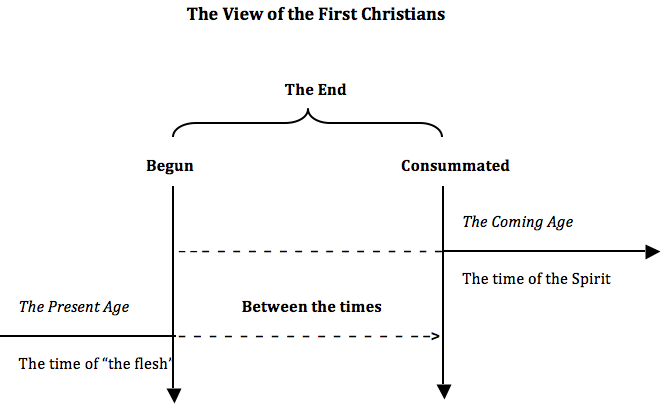 The View of the First Christians
The End
Begun
Consummated
The Coming Age
The time of the Spirit
The Present Age
Between the times
The time of “the flesh”